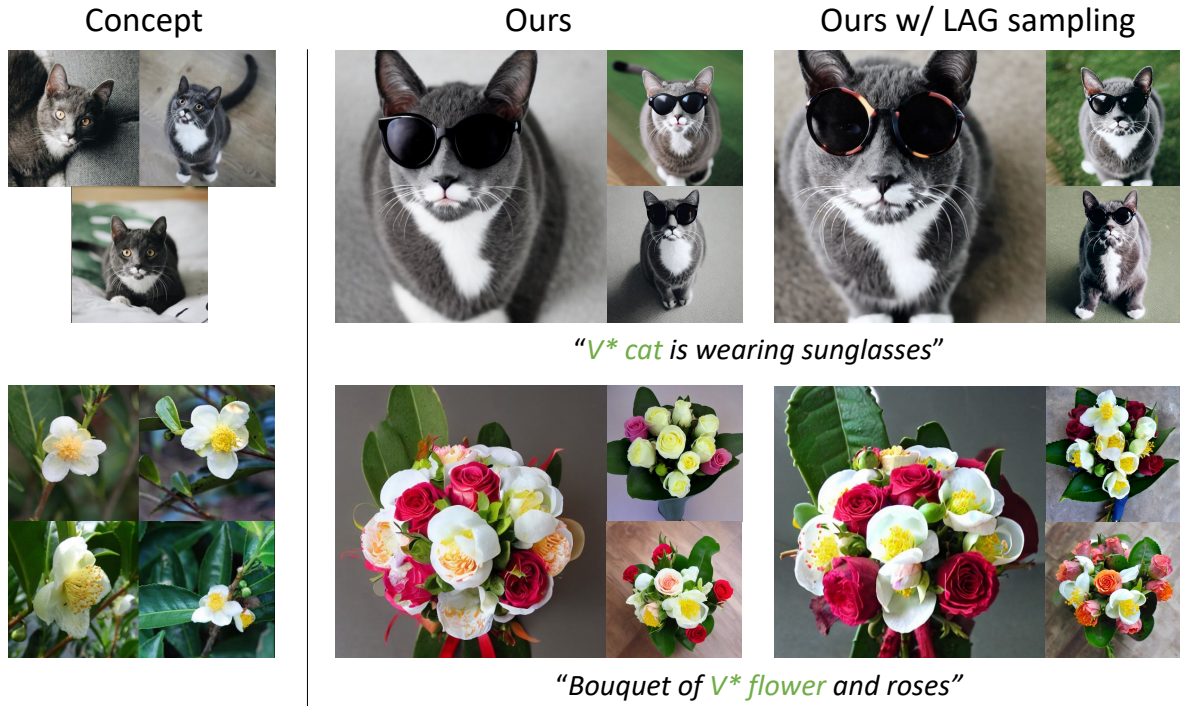 Concept
Ours
Ours w/ LAG sampling
“V* cat is wearing sunglasses”
“Bouquet of V* flower and roses”